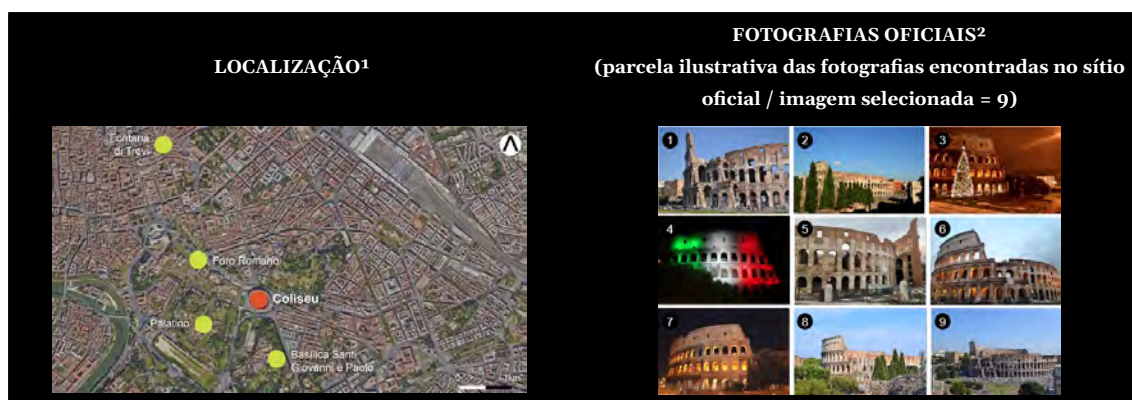 LOCALIZAÇÃO¹
FOTOGRAFIAS OFICIAIS²
(parcela ilustrativa das fotografias encontradas no sítio
oficial / imagem selecionada = 9)
Fontana
di Trevi
Foro Romano
Coliseu
Palatino
Basilica Santi
Giovanni e Paolo
1
2
3
4
5
6
7
8
9